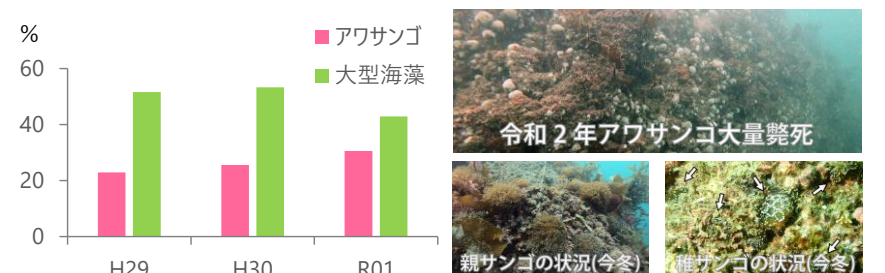 %
アワサンゴ
大型海藻
60
40
20
0
H29 H30 R01
令和2年アワサンゴ大量斃死
親サンゴの状況(今冬)
稚サンゴの状況(今冬)